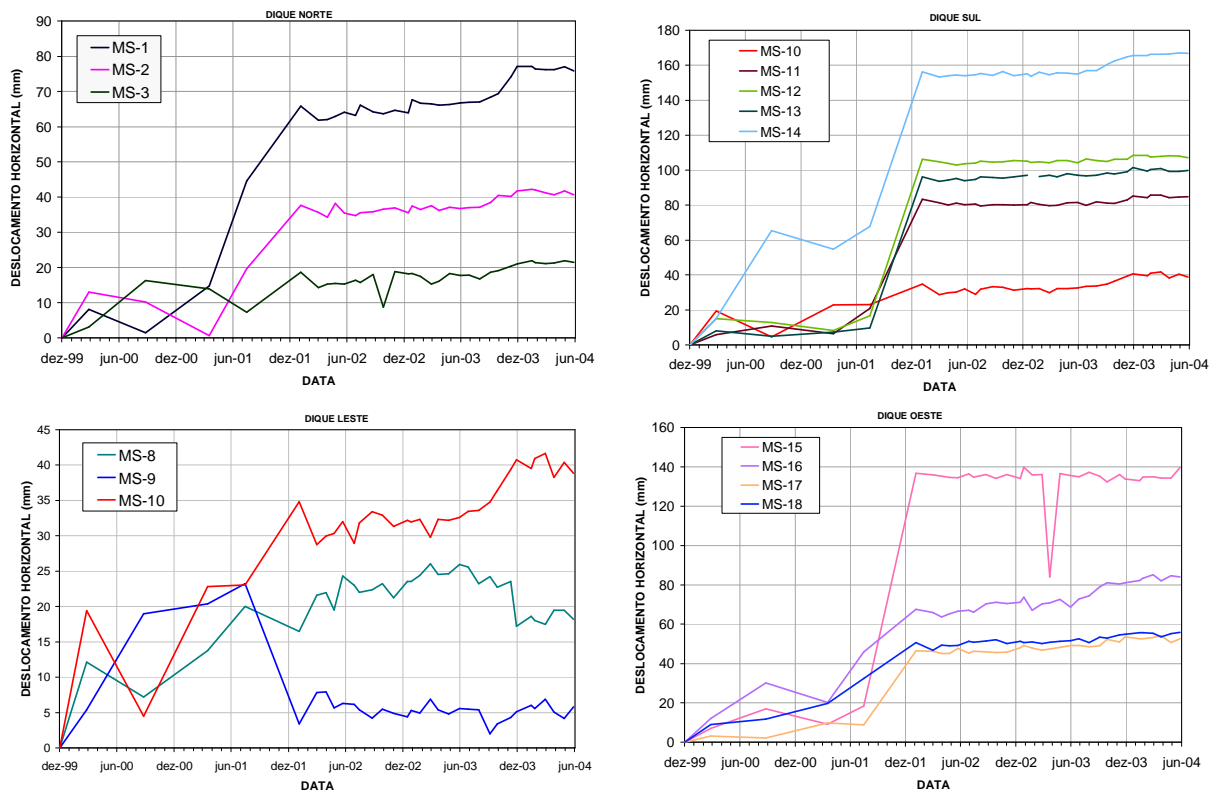 DIQUE NORTE
DESLOCAMENTO HORIZONTAL (mm)
90
80
70
60
50
40
30
20
10
0
MS-1
MS-2
MS-3
dez-99 jun-00 dez-00 jun-01 dez-01 jun-02 dez-02 jun-03 dez-03 jun-04
DATA
DIQUE SUL
DESLOCAMENTO HORIZONTAL (mm)
180
160
140
120
100
80
60
40
20
0
MS-10
MS-11
MS-12
MS-13
MS-14
dez-99 jun-00 dez-00 jun-01 dez-01 jun-02 dez-02 jun-03 dez-03 jun-04
DATA
DIQUE LESTE
DESLOCAMENTO HORIZONTAL (mm)
45
40
35
30
25
20
15
10
5
0
MS-8
MS-9
MS-10
dez-99 jun-00 dez-00 jun-01 dez-01 jun-02 dez-02 jun-03 dez-03 jun-04
DATA
DIQUE OESTE
DESLOCAMENTO HORIZONTAL (mm)
160
140
120
100
80
60
40
20
0
MS-15
MS-16
MS-17
MS-18
dez-99 jun-00 dez-00 jun-01 dez-01 jun-02 dez-02 jun-03 dez-03 jun-04
DATA